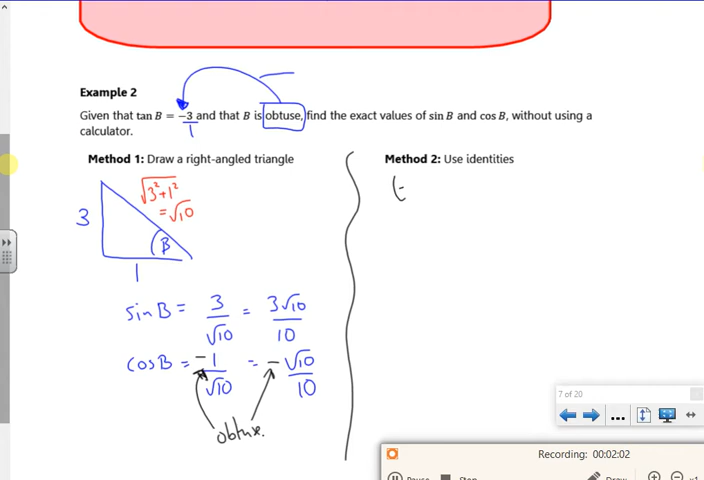 Example 2
Given that tan B = -3/1 and that B is obtuse, find the exact values of sin B and cos B, without using a
calculator.
Method 1: Draw a right-angled triangle
Method 2: Use identities
√3²+1²
= √10
3
B
1
sin B = 3/√10 = 3√10/10
cos B = -1/√10 = -√10/10
obtuse.
7 of 20
...
Recording: 00:02:02
Pause
Stop
Draw
x1